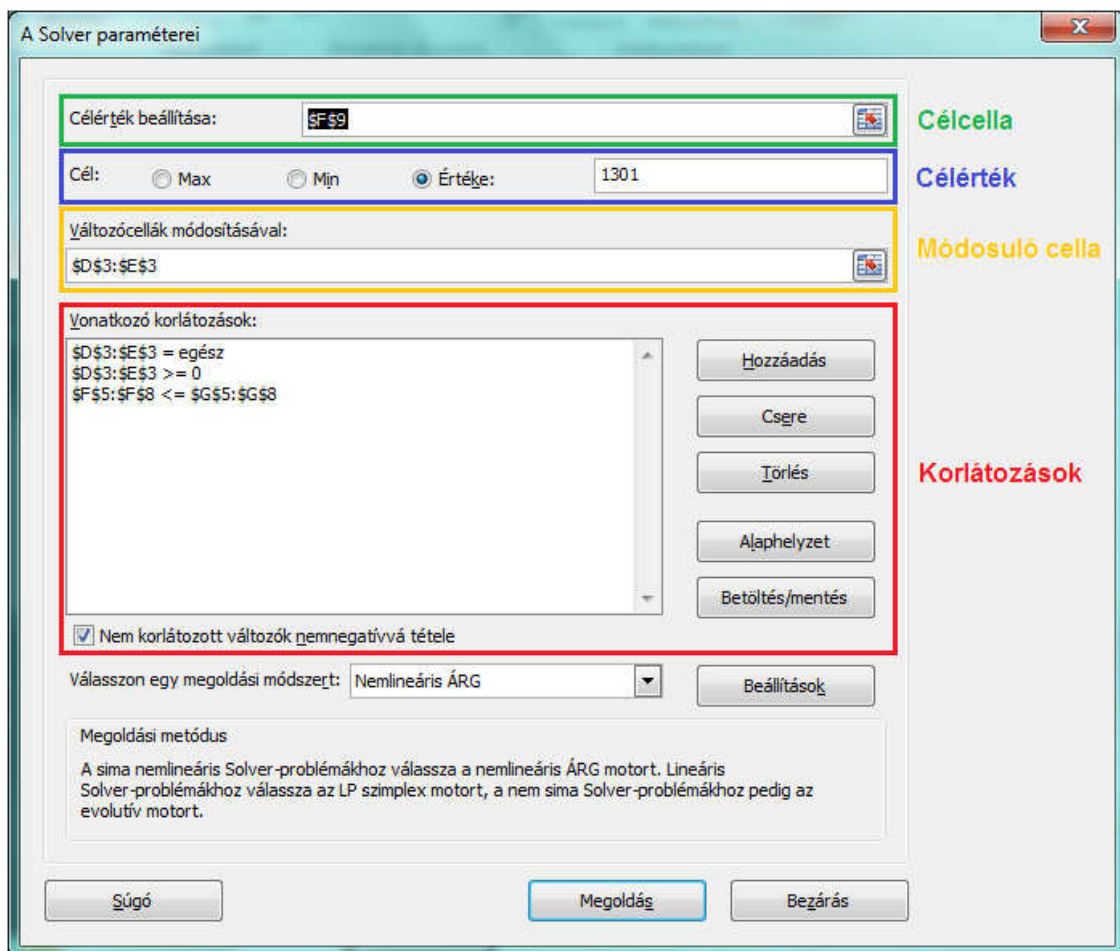 A Solver paraméterei
Célérték beállítása: $F$9
Célcella
Cél: Max Min Értéke: 1301
Célérték
Változócellák módosításával:
$D$3:$E$3
Módosuló cella
Vonatkozó korlátozások:
$D$3:$E$3 = egész
$D$3:$E$3 >= 0
$F$5:$F$8 <= $G$5:$G$8
Hozzáadás
Csere
Törlés
Alaphelyzet
Betöltés/mentés
Korlátozások
Nem korlátozott változók nemnegatívvá tétele
Válasszon egy megoldási módszert: Nemlineáris ÁRG
Beállítások
Megoldási metódus
A sima nemlineáris Solver-problémákhoz válassza a nemlineáris ÁRG motort. Lineáris
Solver-problémákhoz válassza az LP szimplex motort, a nem sima Solver-problémákhoz pedig az
evolutív motort.
Súgó
Megoldás
Bezárás